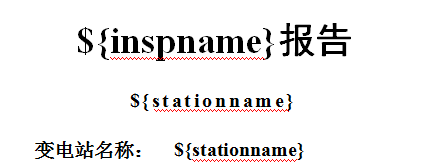 ${inspname}报告
${stationname}
变电站名称： ${stationname}